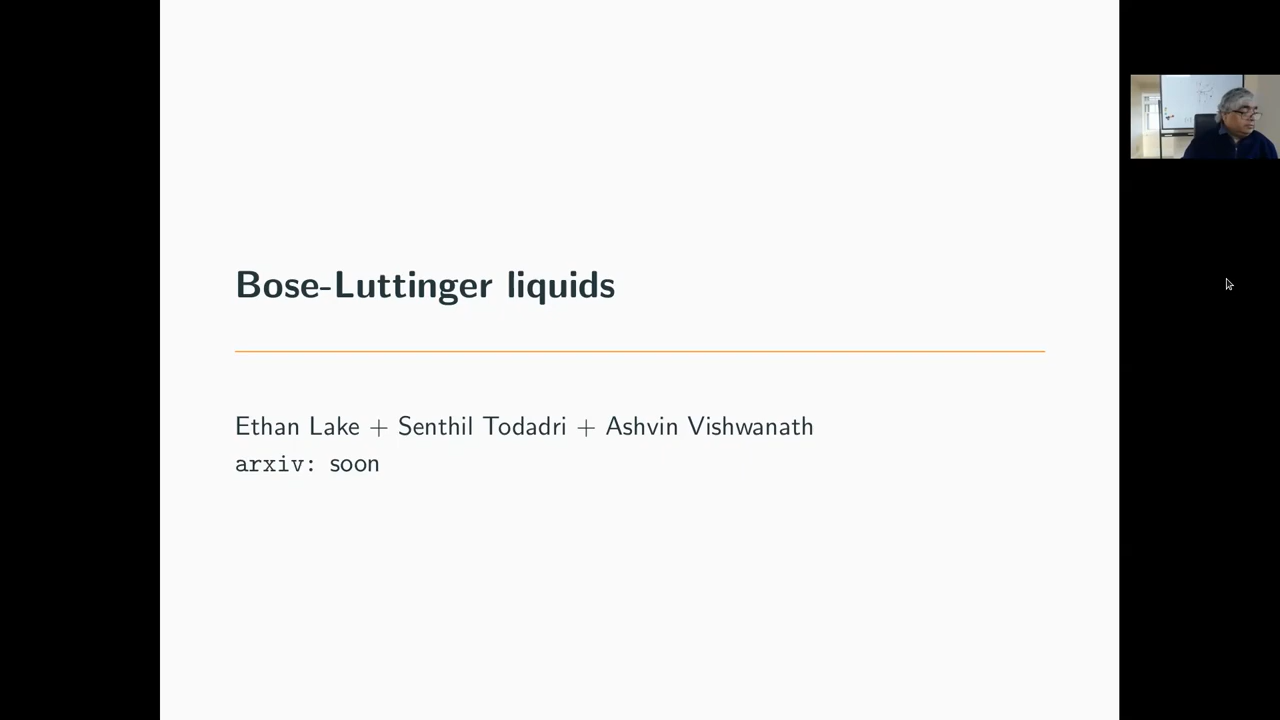 Bose-Luttinger liquids
Ethan Lake + Senthil Todadri + Ashvin Vishwanath
arxiv: soon